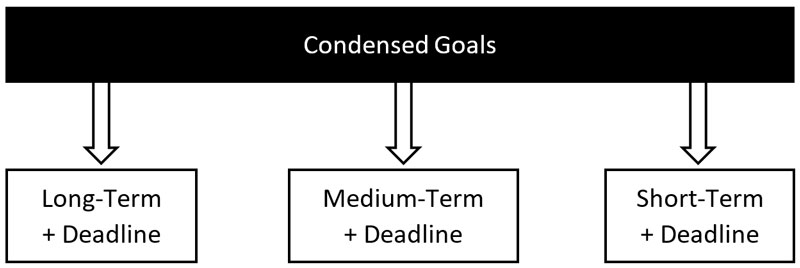 Condensed Goals
Long-Term
+ Deadline
Medium-Term
+ Deadline
Short-Term
+ Deadline